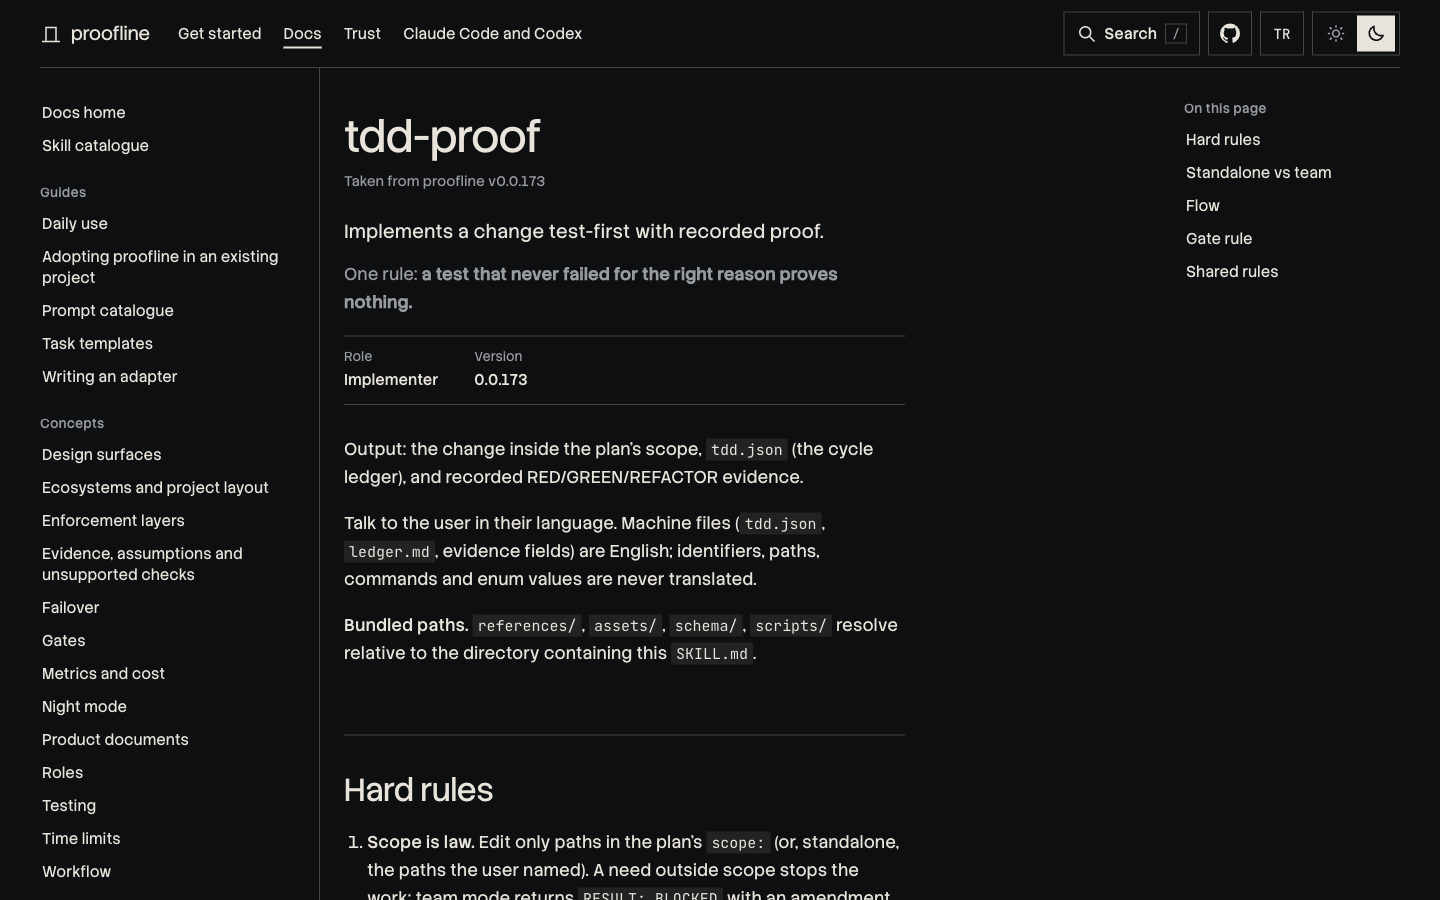 proofline
Get started
Docs
Trust
Claude Code and Codex
Search /
TR
Docs home
Skill catalogue
Guides
Daily use
Adopting proofline in an existing
project
Prompt catalogue
Task templates
Writing an adapter
Concepts
Design surfaces
Ecosystems and project layout
Enforcement layers
Evidence, assumptions and
unsupported checks
Failover
Gates
Metrics and cost
Night mode
Product documents
Roles
Testing
Time limits
Workflow
tdd-proof
Taken from proofline v0.0.173
Implements a change test-first with recorded proof.
One rule: a test that never failed for the right reason proves
nothing.
Role
Implementer
Version
0.0.173
Output: the change inside the plan’s scope, tdd.json (the cycle
ledger), and recorded RED/GREEN/REFACTOR evidence.
Talk to the user in their language. Machine files (tdd.json,
ledger.md, evidence fields) are English; identifiers, paths,
commands and enum values are never translated.
Bundled paths. references/, assets/, schema/, scripts/ resolve
relative to the directory containing this SKILL.md.
Hard rules
1. Scope is law. Edit only paths in the plan’s scope: (or, standalone,
the paths the user named). A need outside scope stops the
work: team mode returns RESULT: BLOCKED with an amendment
On this page
Hard rules
Standalone vs team
Flow
Gate rule
Shared rules